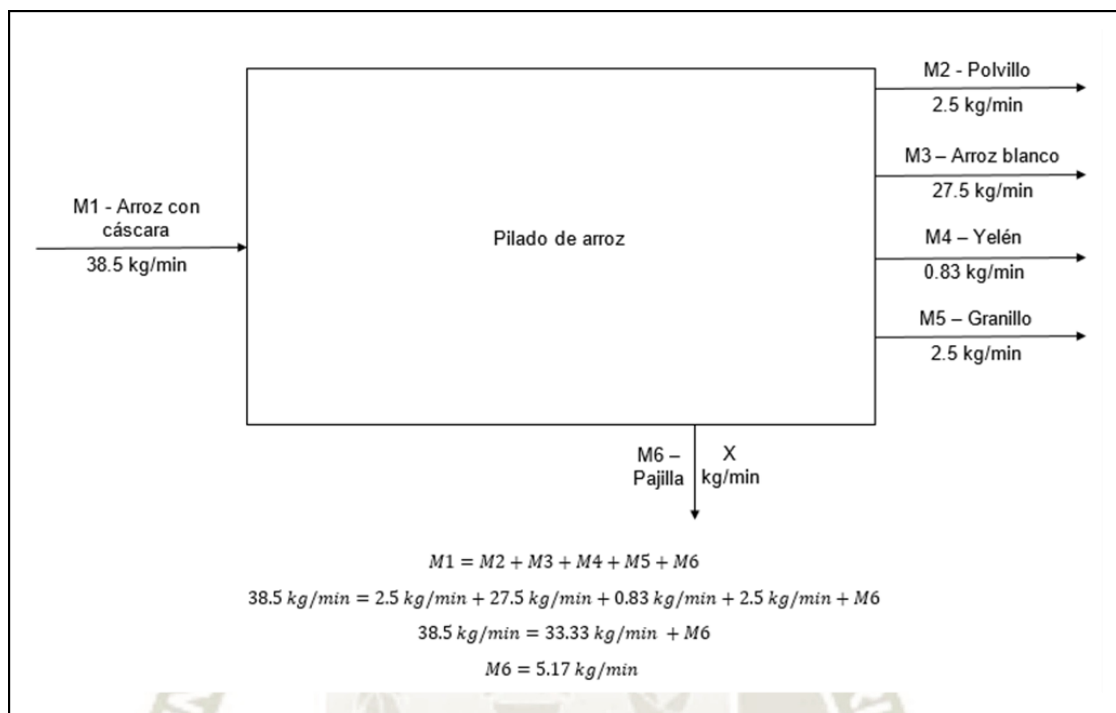 M2 - Polvillo
2.5 kg/min
M3 – Arroz blanco
27.5 kg/min
M1 - Arroz con
cáscara
38.5 kg/min
Pilado de arroz
M4 – Yelén
0.83 kg/min
M5 – Granillo
2.5 kg/min
M6 –
Pajilla
X
kg/min
M1 = M2 + M3 + M4 + M5 + M6
38.5 kg/min = 2.5 kg/min + 27.5 kg/min + 0.83 kg/min + 2.5 kg/min + M6
38.5 kg/min = 33.33 kg/min + M6
M6 = 5.17 kg/min